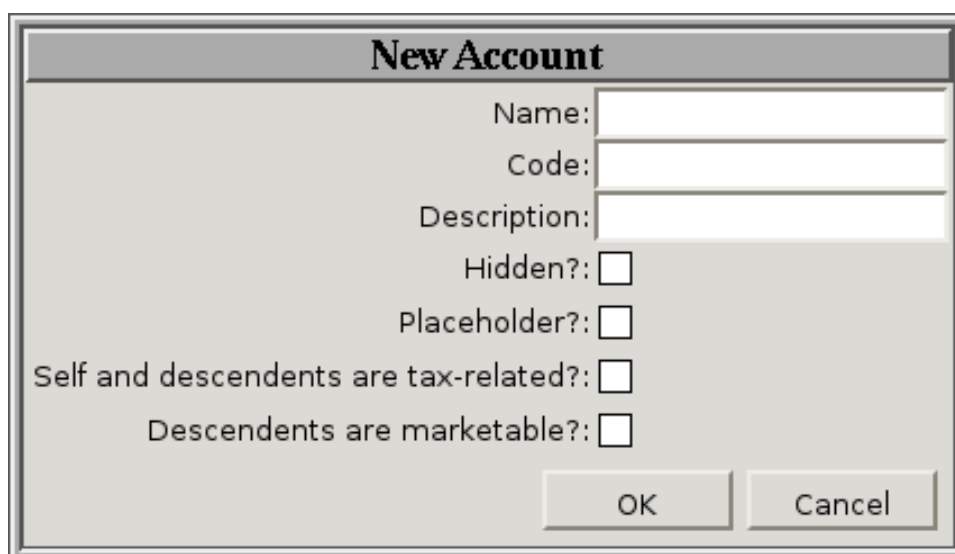 New Account
Name:
Code:
Description:
Hidden?:
Placeholder?:
Self and descendents are tax-related?:
Descendents are marketable?:
OK Cancel